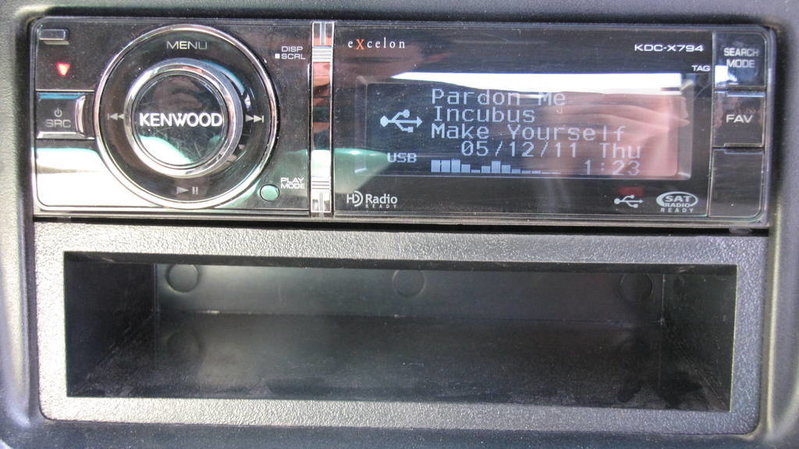 MENU
DISP
SCRL
eXcelon
KDC-X794
SEARCH
MODE
TAG
SRC
KENWOOD
Pardon Me
Incubus
Make Yourself
05/12/11 Thu
USB
1:23
FAV
PLAY
MODE
HD Radio
READY
SAT
RADIO
READY